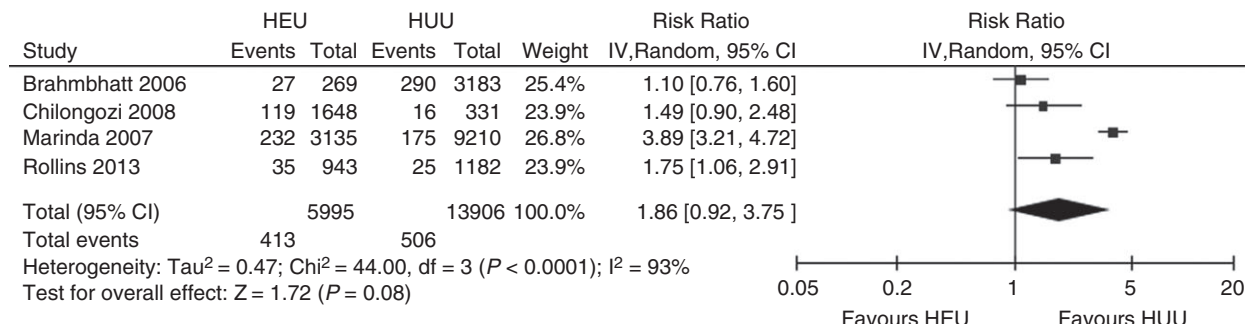 HEU HUU Risk Ratio Risk Ratio
Study Events Total Events Total Weight IV,Random, 95% CI IV,Random, 95% CI
Brahmbhatt 2006 27 269 290 3183 25.4% 1.10 [0.76, 1.60]
Chilongozi 2008 119 1648 16 331 23.9% 1.49 [0.90, 2.48]
Marinda 2007 232 3135 175 9210 26.8% 3.89 [3.21, 4.72]
Rollins 2013 35 943 25 1182 23.9% 1.75 [1.06, 2.91]
Total (95% CI) 5995 13906 100.0% 1.86 [0.92, 3.75 ]
Total events 413 506
Heterogeneity: Tau² = 0.47; Chi² = 44.00, df = 3 (P < 0.0001); I² = 93%
Test for overall effect: Z = 1.72 (P = 0.08)
0.05 0.2 1 5 20
Favours HEU Favours HUU